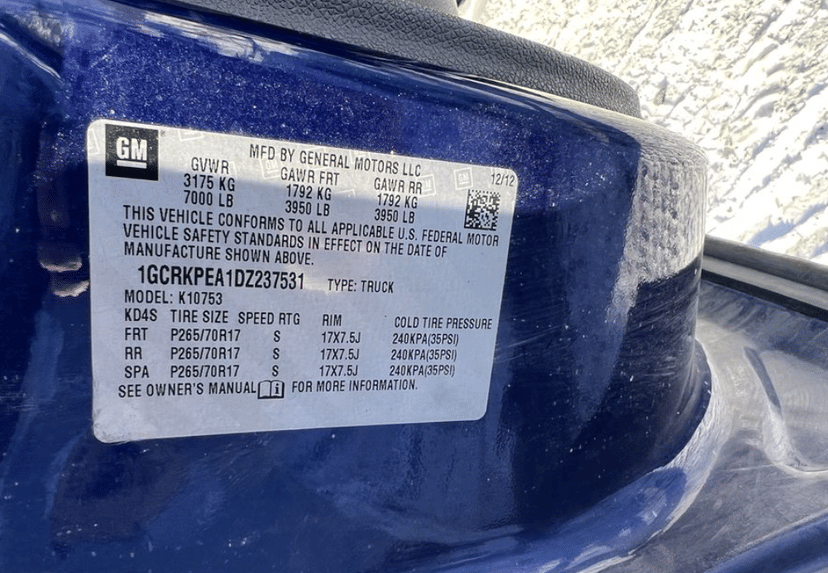 GM
MFD BY GENERAL MOTORS LLC
12/12
GVWR GAWR FRT GAWR RR
3175 KG 1792 KG 1792 KG
7000 LB 3950 LB 3950 LB
THIS VEHICLE CONFORMS TO ALL APPLICABLE U.S. FEDERAL MOTOR
VEHICLE SAFETY STANDARDS IN EFFECT ON THE DATE OF
MANUFACTURE SHOWN ABOVE.
1GCRKPEA1DZ237531 TYPE: TRUCK
MODEL: K10753
KD4S TIRE SIZE SPEED RTG RIM COLD TIRE PRESSURE
FRT P265/70R17 S 17X7.5J 240KPA(35PSI)
RR P265/70R17 S 17X7.5J 240KPA(35PSI)
SPA P265/70R17 S 17X7.5J 240KPA(35PSI)
SEE OWNER'S MANUAL FOR MORE INFORMATION.